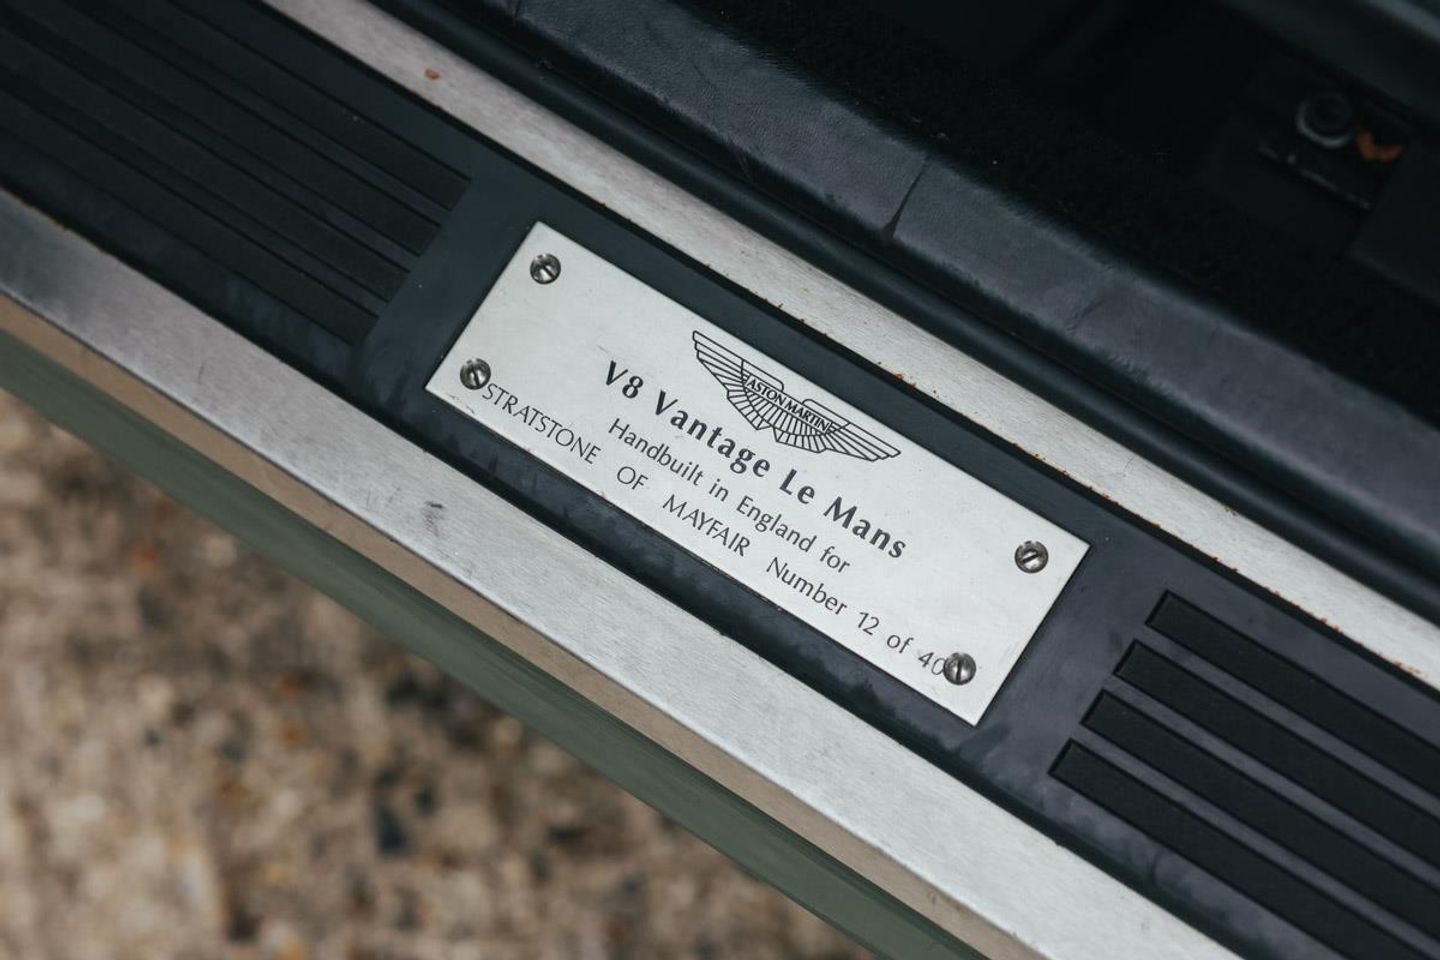 ASTON MARTIN
V8 Vantage Le Mans
Handbuilt in England for
STRATSTONE OF MAYFAIR Number 12 of 40